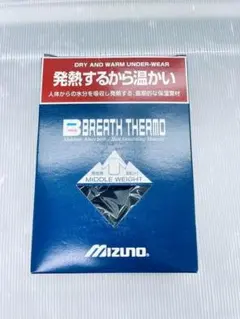 DRY AND WARM UNDER-WEAR
発熱するから温かい
人体からの水分を吸収し発熱する、画期的な保温素材
BREATH THERMO
MIDDLE WEIGHT
MIZUNO